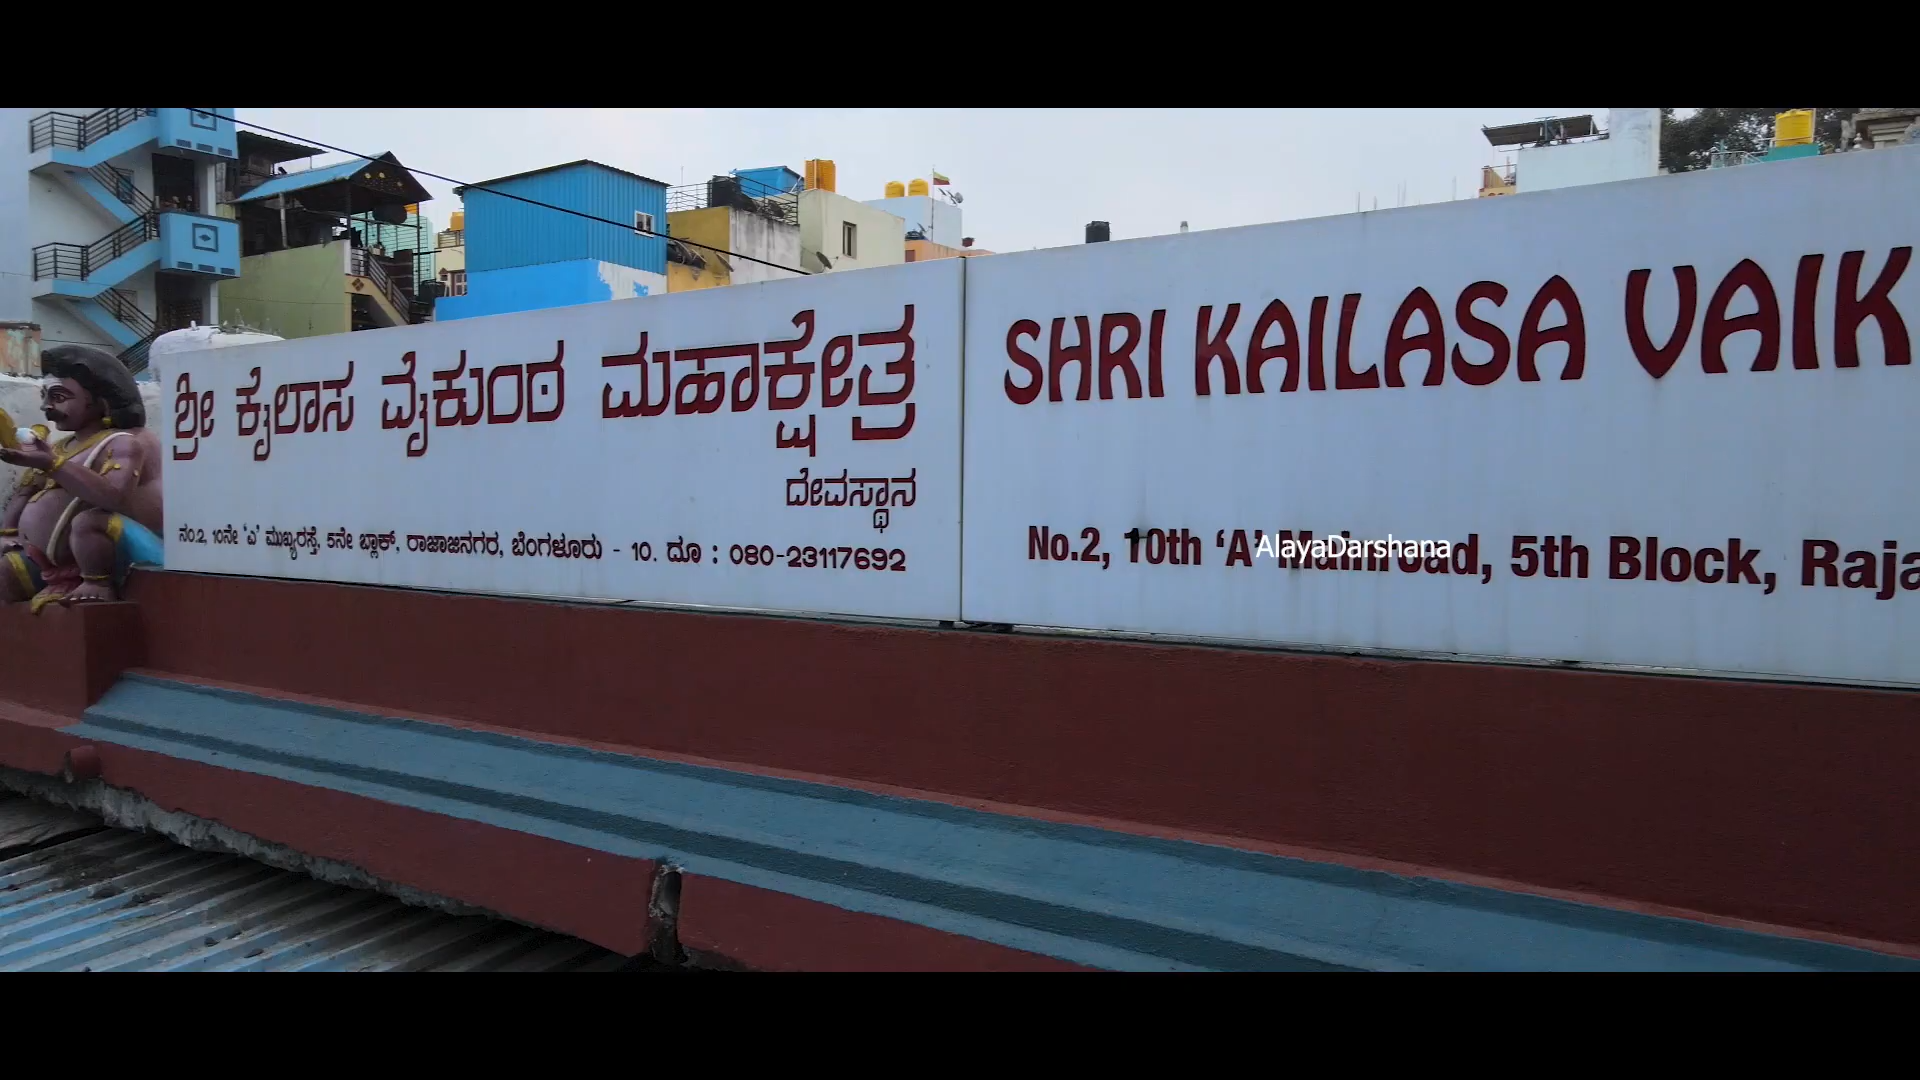 ಶ್ರೀ ಕೈಲಾಸ ವೈಕುಂಠ ಮಹಾಕ್ಷೇತ್ರ
ದೇವಸ್ಥಾನ
ನಂ.2, 10ನೇ ‘ಎ’ ಮುಖ್ಯರಸ್ತೆ, 5ನೇ ಬ್ಲಾಕ್, ರಾಜಾಜಿನಗರ, ಬೆಂಗಳೂರು - 10. ದೂ : 080-23117692
SHRI KAILASA VAIK
No.2, 10th ‘A’ Mainroad, 5th Block, Raja
AlayaDarshana